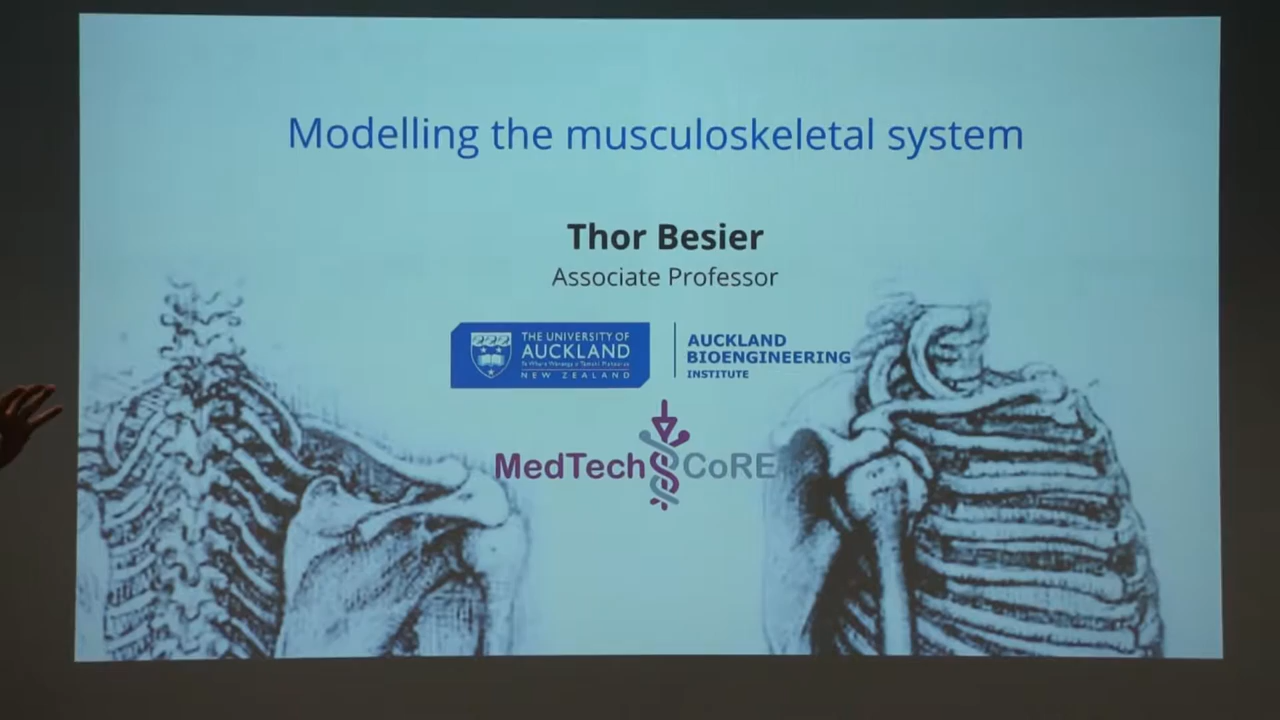 Modelling the musculoskeletal system
Thor Besier
Associate Professor
THE UNIVERSITY OF
AUCKLAND
NEW ZEALAND
AUCKLAND
BIOENGINEERING
INSTITUTE
MedTech CoRE